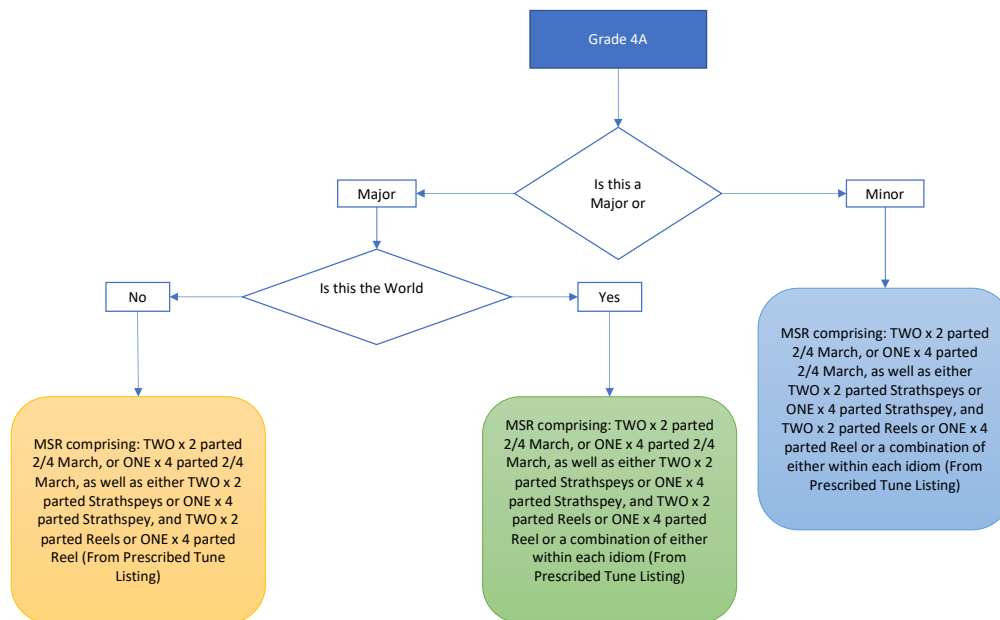 Grade 4A
Is this a
Major or
Major
Minor
Is this the World
No
Yes
MSR comprising: TWO x 2 parted
2/4 March, or ONE x 4 parted
2/4 March, as well as either
TWO x 2 parted Strathspeys or
ONE x 4 parted Strathspey, and
TWO x 2 parted Reels or ONE x 4
parted Reel or a combination of
either within each idiom (From
Prescribed Tune Listing)
MSR comprising: TWO x 2 parted
2/4 March, or ONE x 4 parted 2/4
March, as well as either TWO x 2
parted Strathspeys or ONE x 4
parted Strathspey, and TWO x 2
parted Reels or ONE x 4 parted
Reel (From Prescribed Tune
Listing)
MSR comprising: TWO x 2 parted
2/4 March, or ONE x 4 parted 2/4
March, as well as either TWO x 2
parted Strathspeys or ONE x 4
parted Strathspey, and TWO x 2
parted Reels or ONE x 4 parted
Reel or a combination of either
within each idiom (From
Prescribed Tune Listing)